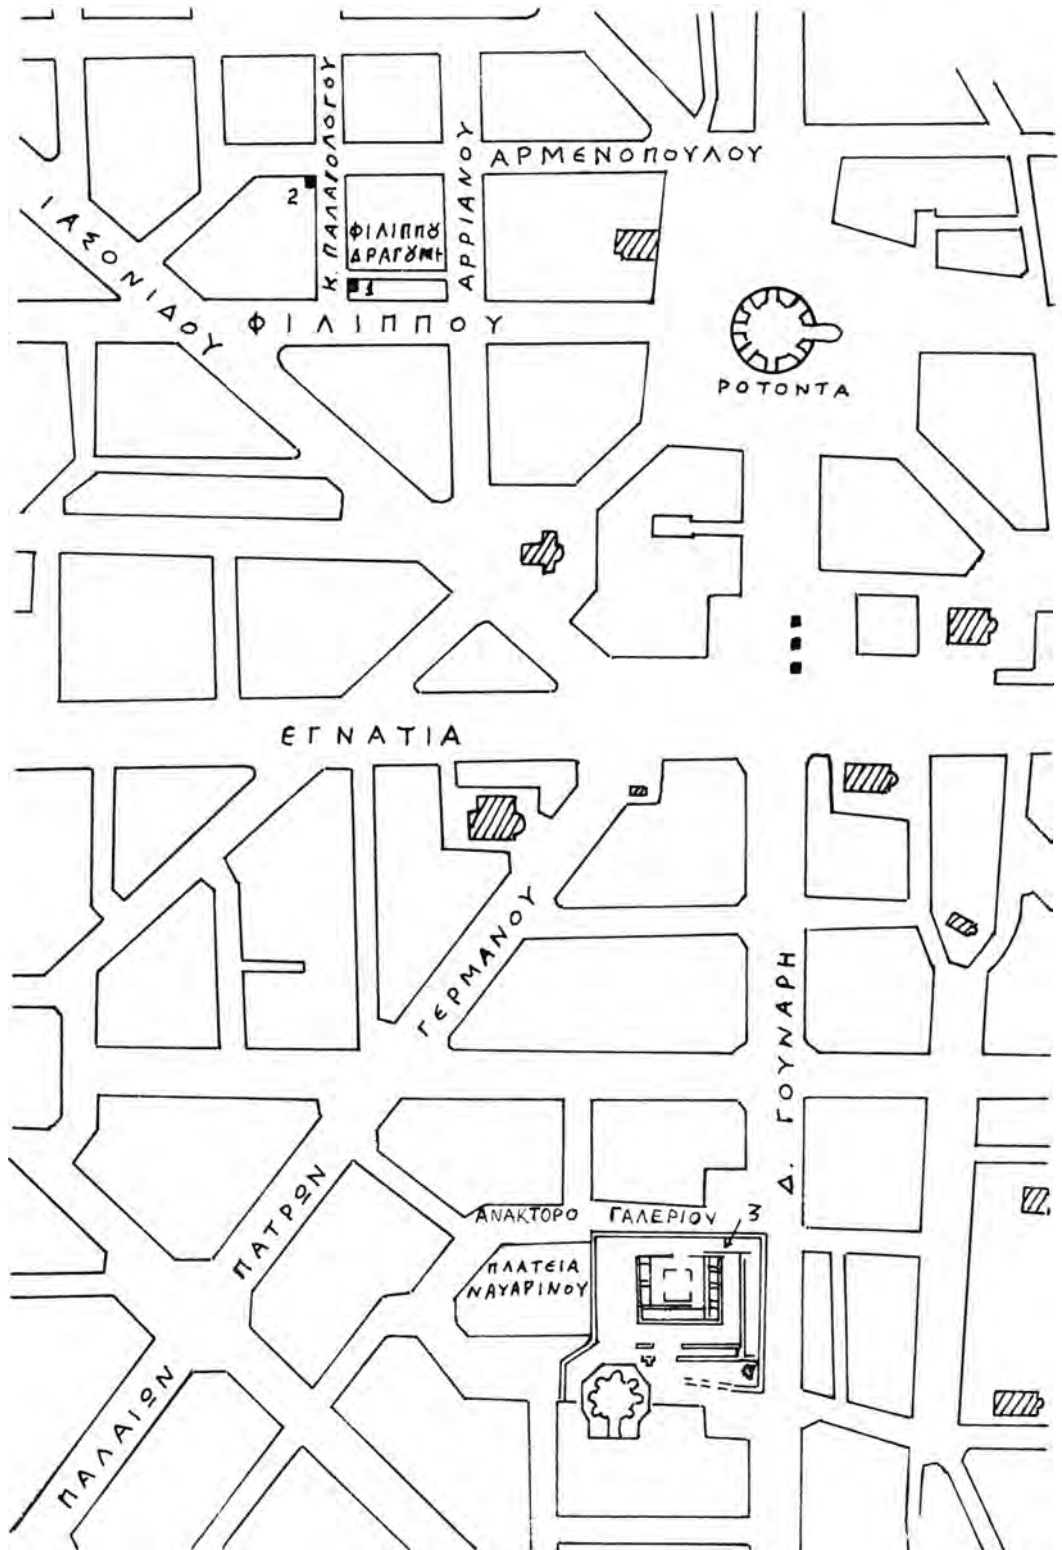 Κ. ΠΑΛΑΙΟΛΟΓΟΥ
ΑΡΡΙΑΝΟΥ
ΑΡΜΕΝΟΠΟΥΛΟΥ
2
ΙΑΣΟΝΙΔΟΥ
ΦΙΛΙΠΠΟΥ
ΔΡΑΓΟΥΜΗ
1
ΦΙΛΙΠΠΟΥ
ΡΟΤΟΝΤΑ
ΕΓΝΑΤΙΑ
ΓΕΡΜΑΝΟΥ
Δ. ΓΟΥΝΑΡΗ
ΠΑΛΑΙΩΝ ΠΑΤΡΩΝ
ΑΝΑΚΤΟΡΟ ΓΑΛΕΡΙΟΥ
3
ΠΛΑΤΕΙΑ
ΝΑΥΑΡΙΝΟΥ